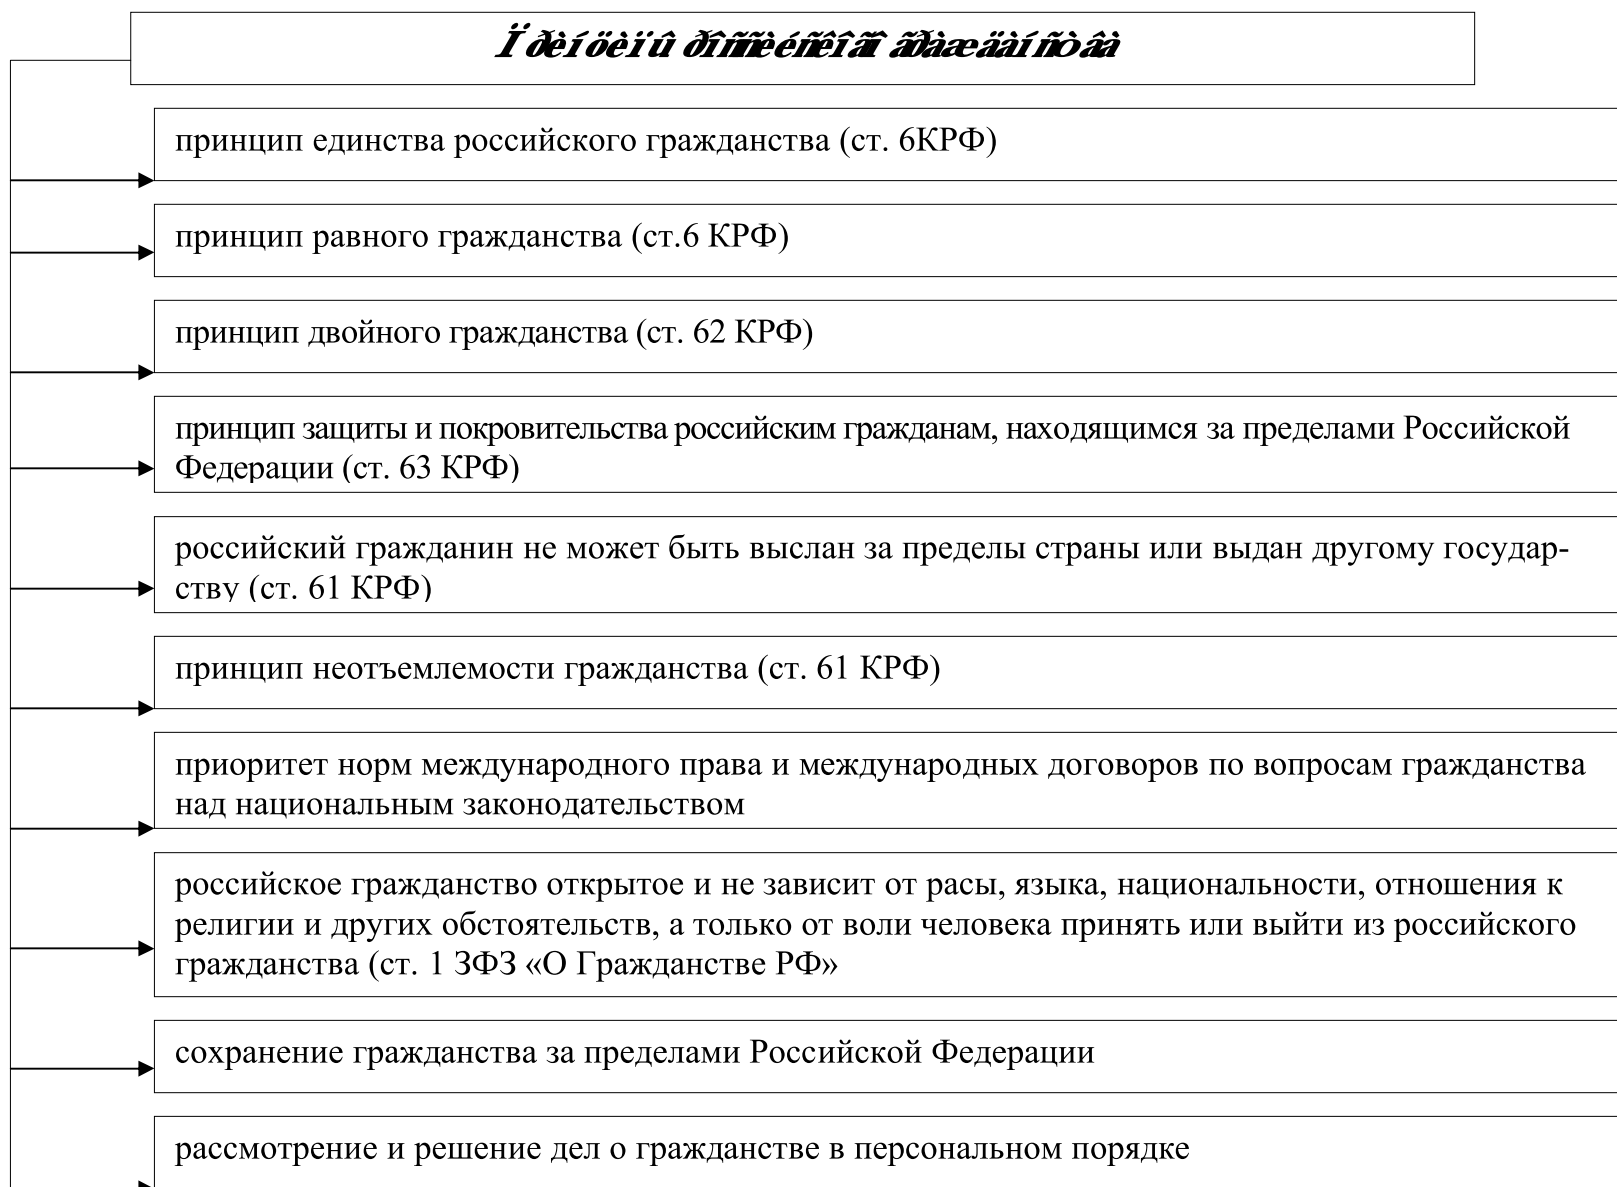 Ïðèíöèïû ðîññèéñêîãî ãðàæäàíñòâà
принцип единства российского гражданства (ст. 6КРФ)
принцип равного гражданства (ст.6 КРФ)
принцип двойного гражданства (ст. 62 КРФ)
принцип защиты и покровительства российским гражданам, находящимся за пределами Российской
Федерации (ст. 63 КРФ)
российский гражданин не может быть выслан за пределы страны или выдан другому государ-
ству (ст. 61 КРФ)
принцип неотъемлемости гражданства (ст. 61 КРФ)
приоритет норм международного права и международных договоров по вопросам гражданства
над национальным законодательством
российское гражданство открытое и не зависит от расы, языка, национальности, отношения к
религии и других обстоятельств, а только от воли человека принять или выйти из российского
гражданства (ст. 1 ЗФЗ «О Гражданстве РФ»
сохранение гражданства за пределами Российской Федерации
рассмотрение и решение дел о гражданстве в персональном порядке